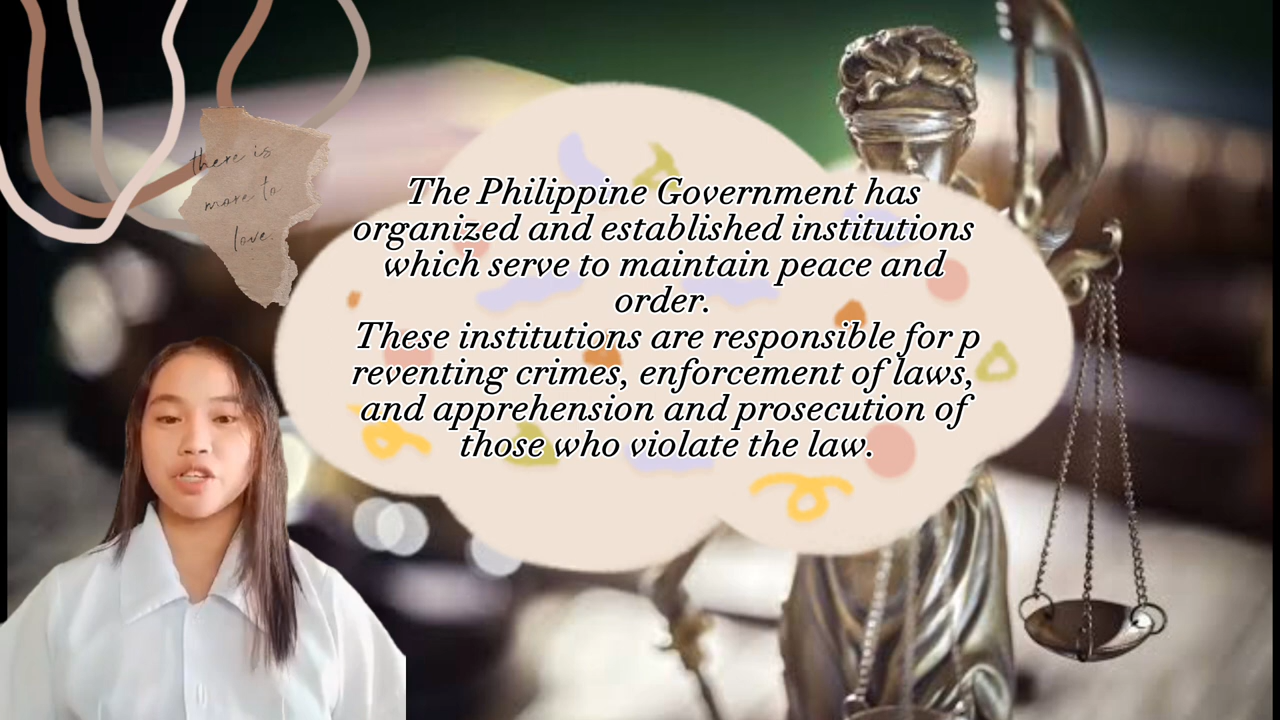 there is
more to
love.
The Philippine Government has
organized and established institutions
which serve to maintain peace and
order.
These institutions are responsible for p
reventing crimes, enforcement of laws,
and apprehension and prosecution of
those who violate the law.